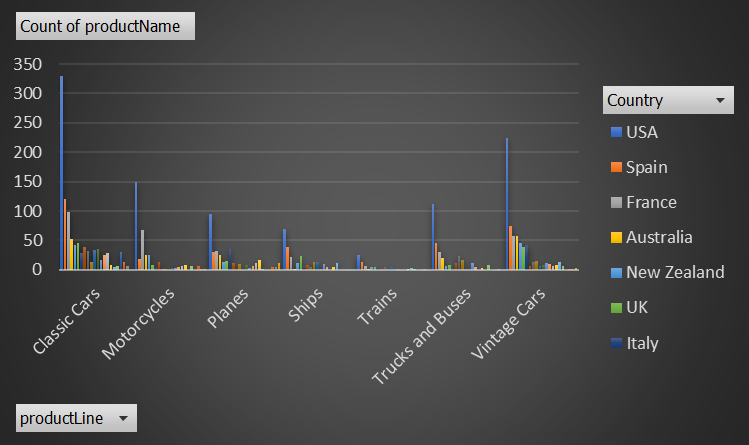 Count of productName
350
300
250
200
150
100
50
0
Classic Cars
Motorcycles
Planes
Ships
Trains
Trucks and Buses
Vintage Cars
Country
USA
Spain
France
Australia
New Zealand
UK
Italy
productLine